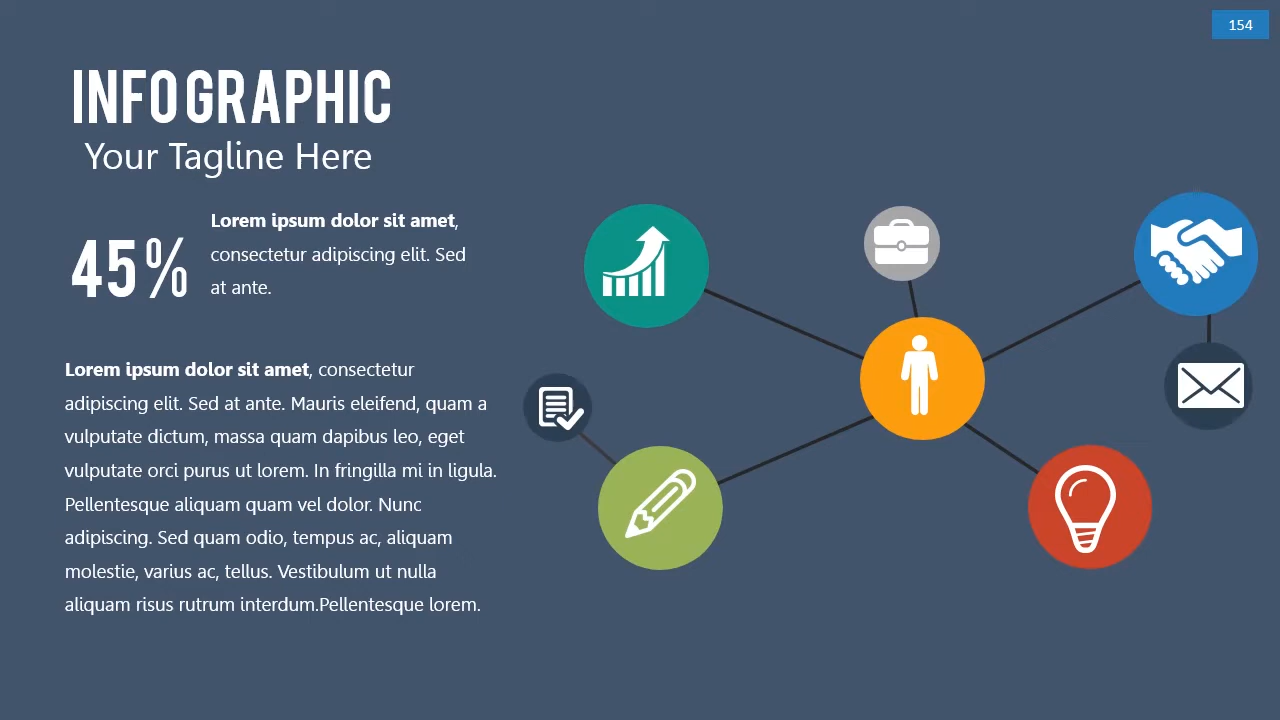 154
INFOGRAPHIC
Your Tagline Here
45%
Lorem ipsum dolor sit amet,
consectetur adipiscing elit. Sed
at ante.
Lorem ipsum dolor sit amet, consectetur
adipiscing elit. Sed at ante. Mauris eleifend, quam a
vulputate dictum, massa quam dapibus leo, eget
vulputate orci purus ut lorem. In fringilla mi in ligula.
Pellentesque aliquam quam vel dolor. Nunc
adipiscing. Sed quam odio, tempus ac, aliquam
molestie, varius ac, tellus. Vestibulum ut nulla
aliquam risus rutrum interdum.Pellentesque lorem.